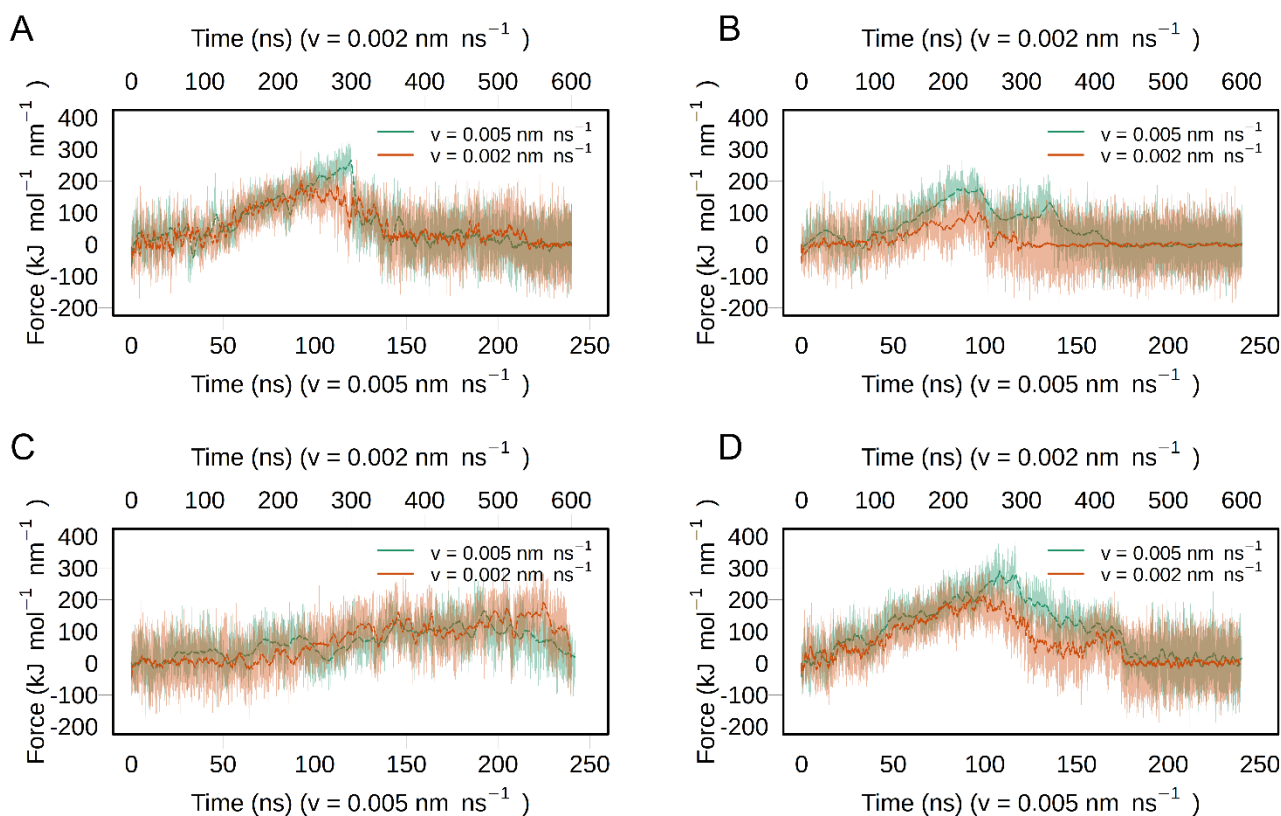 A
Time (ns) (v = 0.002 nm ns⁻¹ )
0 100 200 300 400 500 600
Force (kJ mol⁻¹ nm⁻¹ )
400
300
200
100
0
-100
-200
v = 0.005 nm ns⁻¹
v = 0.002 nm ns⁻¹
0 50 100 150 200 250
Time (ns) (v = 0.005 nm ns⁻¹ )
B
Time (ns) (v = 0.002 nm ns⁻¹ )
0 100 200 300 400 500 600
Force (kJ mol⁻¹ nm⁻¹ )
400
300
200
100
0
-100
-200
v = 0.005 nm ns⁻¹
v = 0.002 nm ns⁻¹
0 50 100 150 200 250
Time (ns) (v = 0.005 nm ns⁻¹ )
C
Time (ns) (v = 0.002 nm ns⁻¹ )
0 100 200 300 400 500 600
Force (kJ mol⁻¹ nm⁻¹ )
400
300
200
100
0
-100
-200
v = 0.005 nm ns⁻¹
v = 0.002 nm ns⁻¹
0 50 100 150 200 250
Time (ns) (v = 0.005 nm ns⁻¹ )
D
Time (ns) (v = 0.002 nm ns⁻¹ )
0 100 200 300 400 500 600
Force (kJ mol⁻¹ nm⁻¹ )
400
300
200
100
0
-100
-200
v = 0.005 nm ns⁻¹
v = 0.002 nm ns⁻¹
0 50 100 150 200 250
Time (ns) (v = 0.005 nm ns⁻¹ )